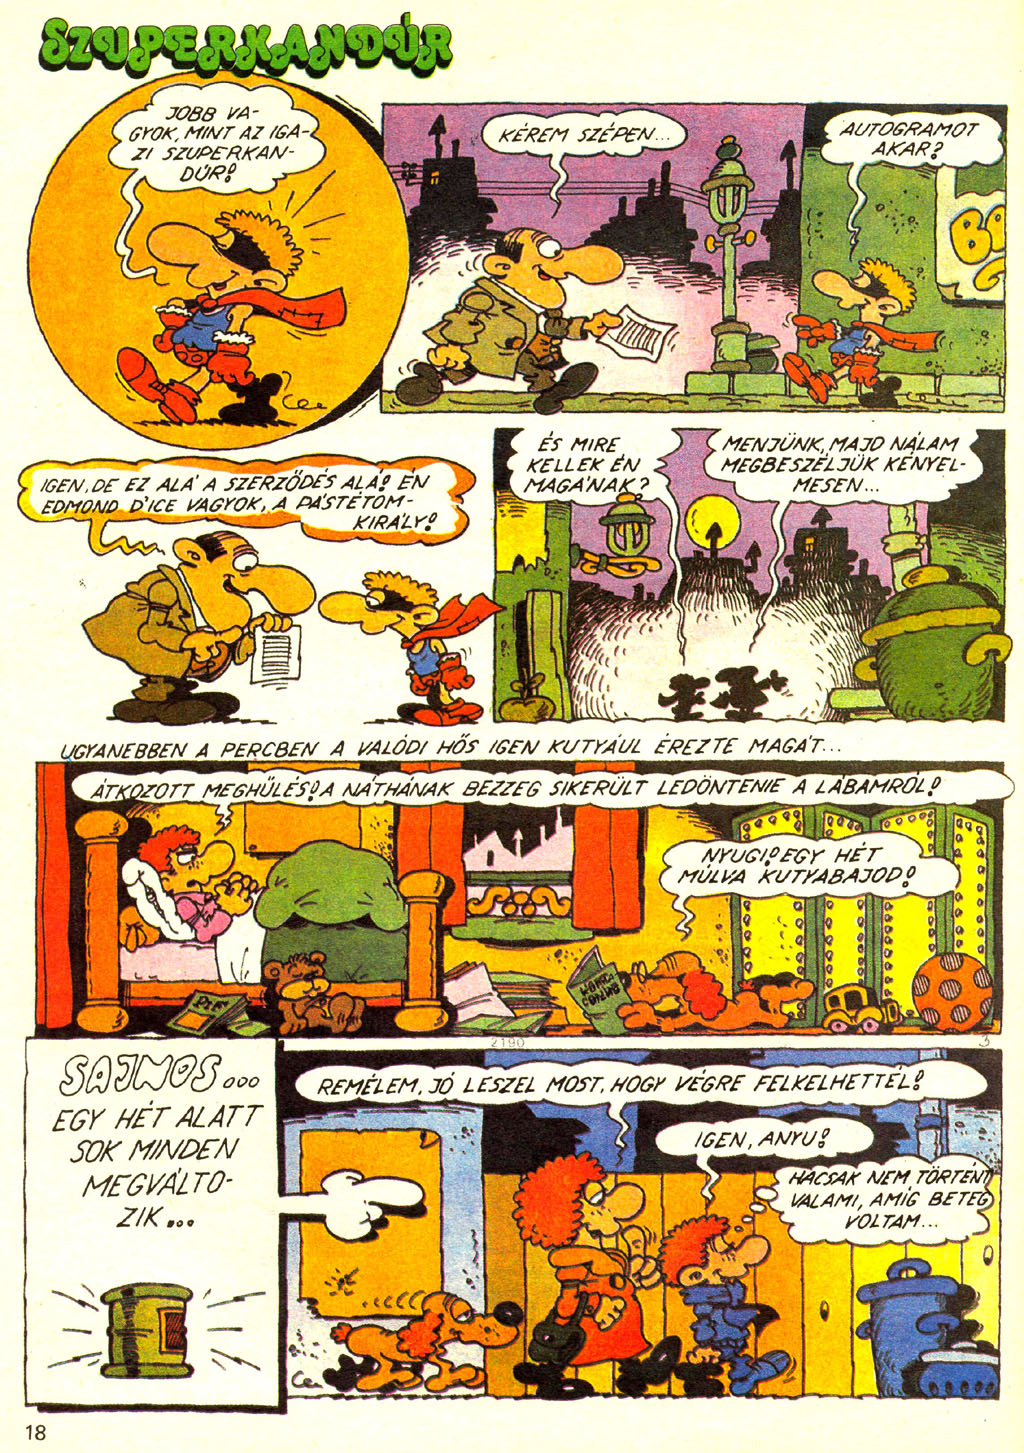 SZUPERKANDÚR
JOBB VA-
GYOK, MINT AZ IGA-
ZI SZUPERKAN-
DÚR!
KÉREM SZÉPEN...
AUTOGRAMOT
AKAR?
IGEN, DE EZ ALÁ A SZERZŐDÉS ALÁ! ÉN
EDMOND D'ICE VAGYOK, A PÁSTÉTOM-
KIRÁLY!
ÉS MIRE
KELLEK ÉN
MAGÁNAK?
MENJÜNK, MAJD NÁLAM
MEGBESZÉLJÜK KÉNYEL-
MESEN...
UGYANEBBEN A PERCBEN A VALÓDI HŐS IGEN KUTYÁUL ÉREZTE MAGÁT...
ÁTKOZOTT MEGHŰLÉS! A NÁTHÁNAK BEZZEG SIKERÜLT LEDÖNTENIE A LÁBAMRÓL!
NYUGI! EGY HÉT
MÚLVA KUTYABAJOD!
PIF
2190
3
SAJNOS...
EGY HÉT ALATT
SOK MINDEN
MEGVÁLTO-
ZIK...
REMÉLEM, JÓ LESZEL MOST, HOGY VÉGRE FELKELHETTÉL!
IGEN, ANYU!
HACSAK NEM TÖRTÉNT
VALAMI, AMÍG BETEG
VOLTAM...
18